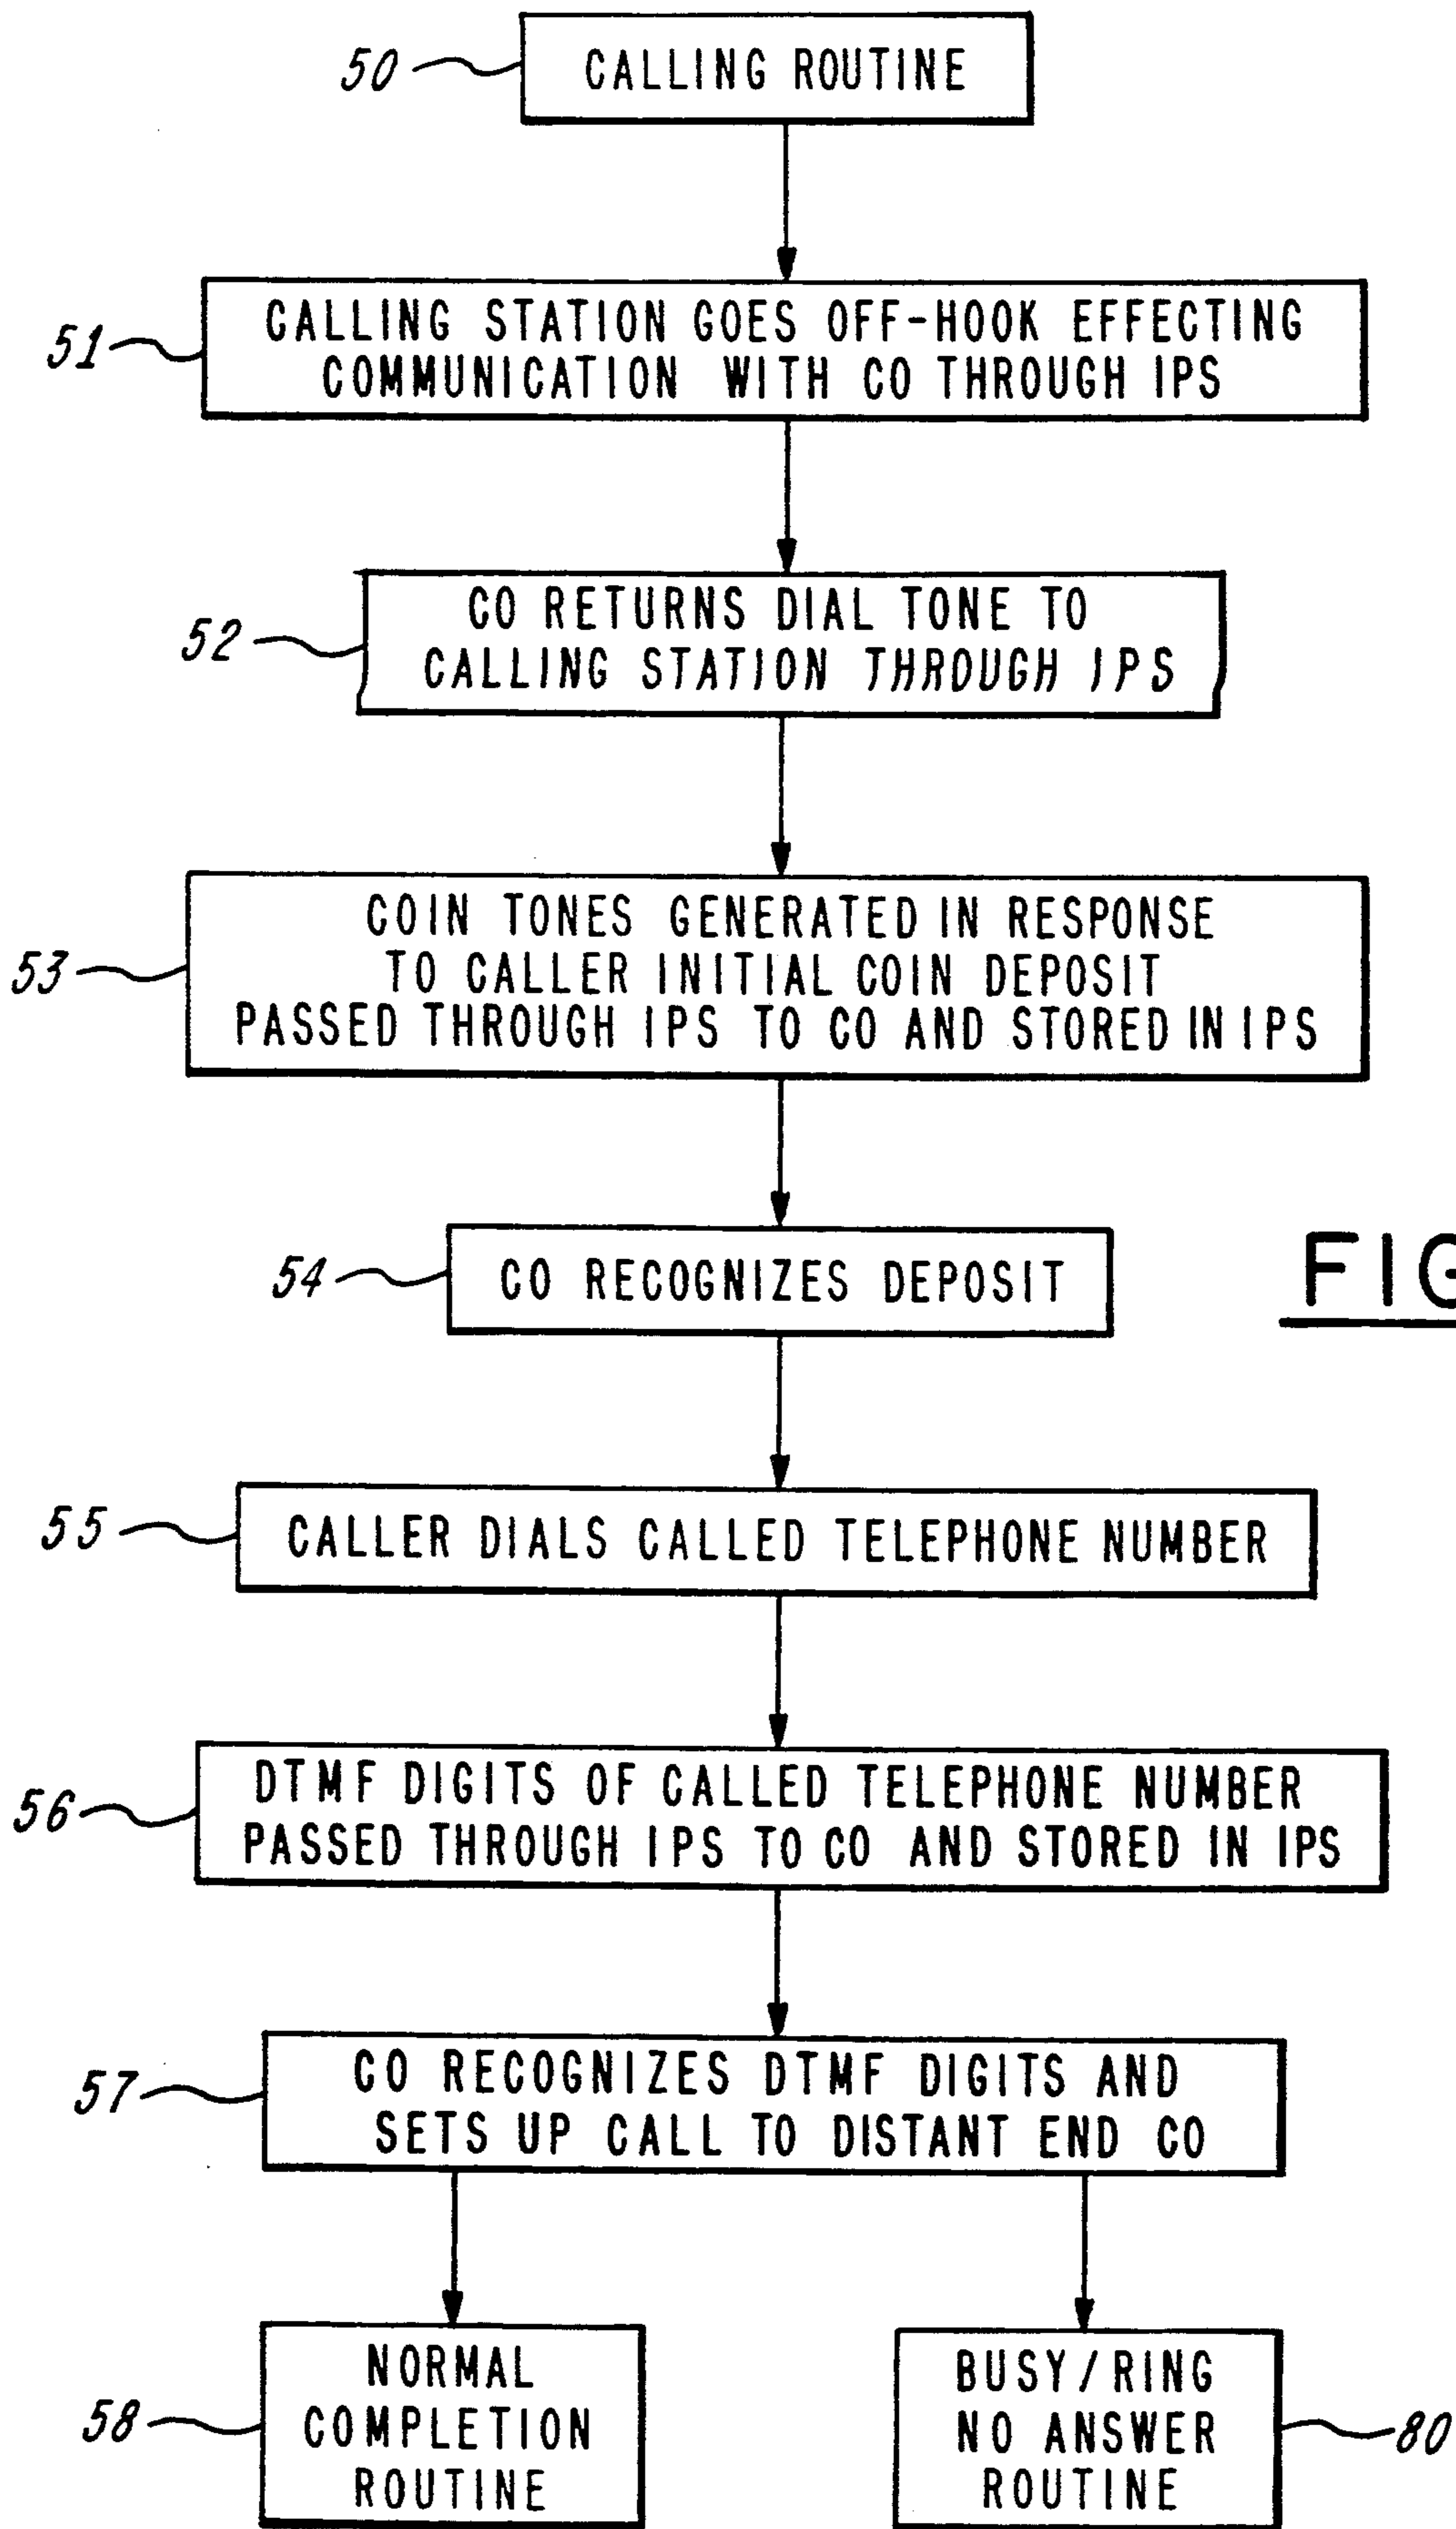 50
CALLING ROUTINE
51
CALLING STATION GOES OFF-HOOK EFFECTING
COMMUNICATION WITH CO THROUGH IPS
52
CO RETURNS DIAL TONE TO
CALLING STATION THROUGH IPS
53
COIN TONES GENERATED IN RESPONSE
TO CALLER INITIAL COIN DEPOSIT
PASSED THROUGH IPS TO CO AND STORED IN IPS
54
CO RECOGNIZES DEPOSIT
FIG
55
CALLER DIALS CALLED TELEPHONE NUMBER
56
DTMF DIGITS OF CALLED TELEPHONE NUMBER
PASSED THROUGH IPS TO CO AND STORED IN IPS
57
CO RECOGNIZES DTMF DIGITS AND
SETS UP CALL TO DISTANT END CO
58
NORMAL
COMPLETION
ROUTINE
BUSY/RING
NO ANSWER
ROUTINE
80